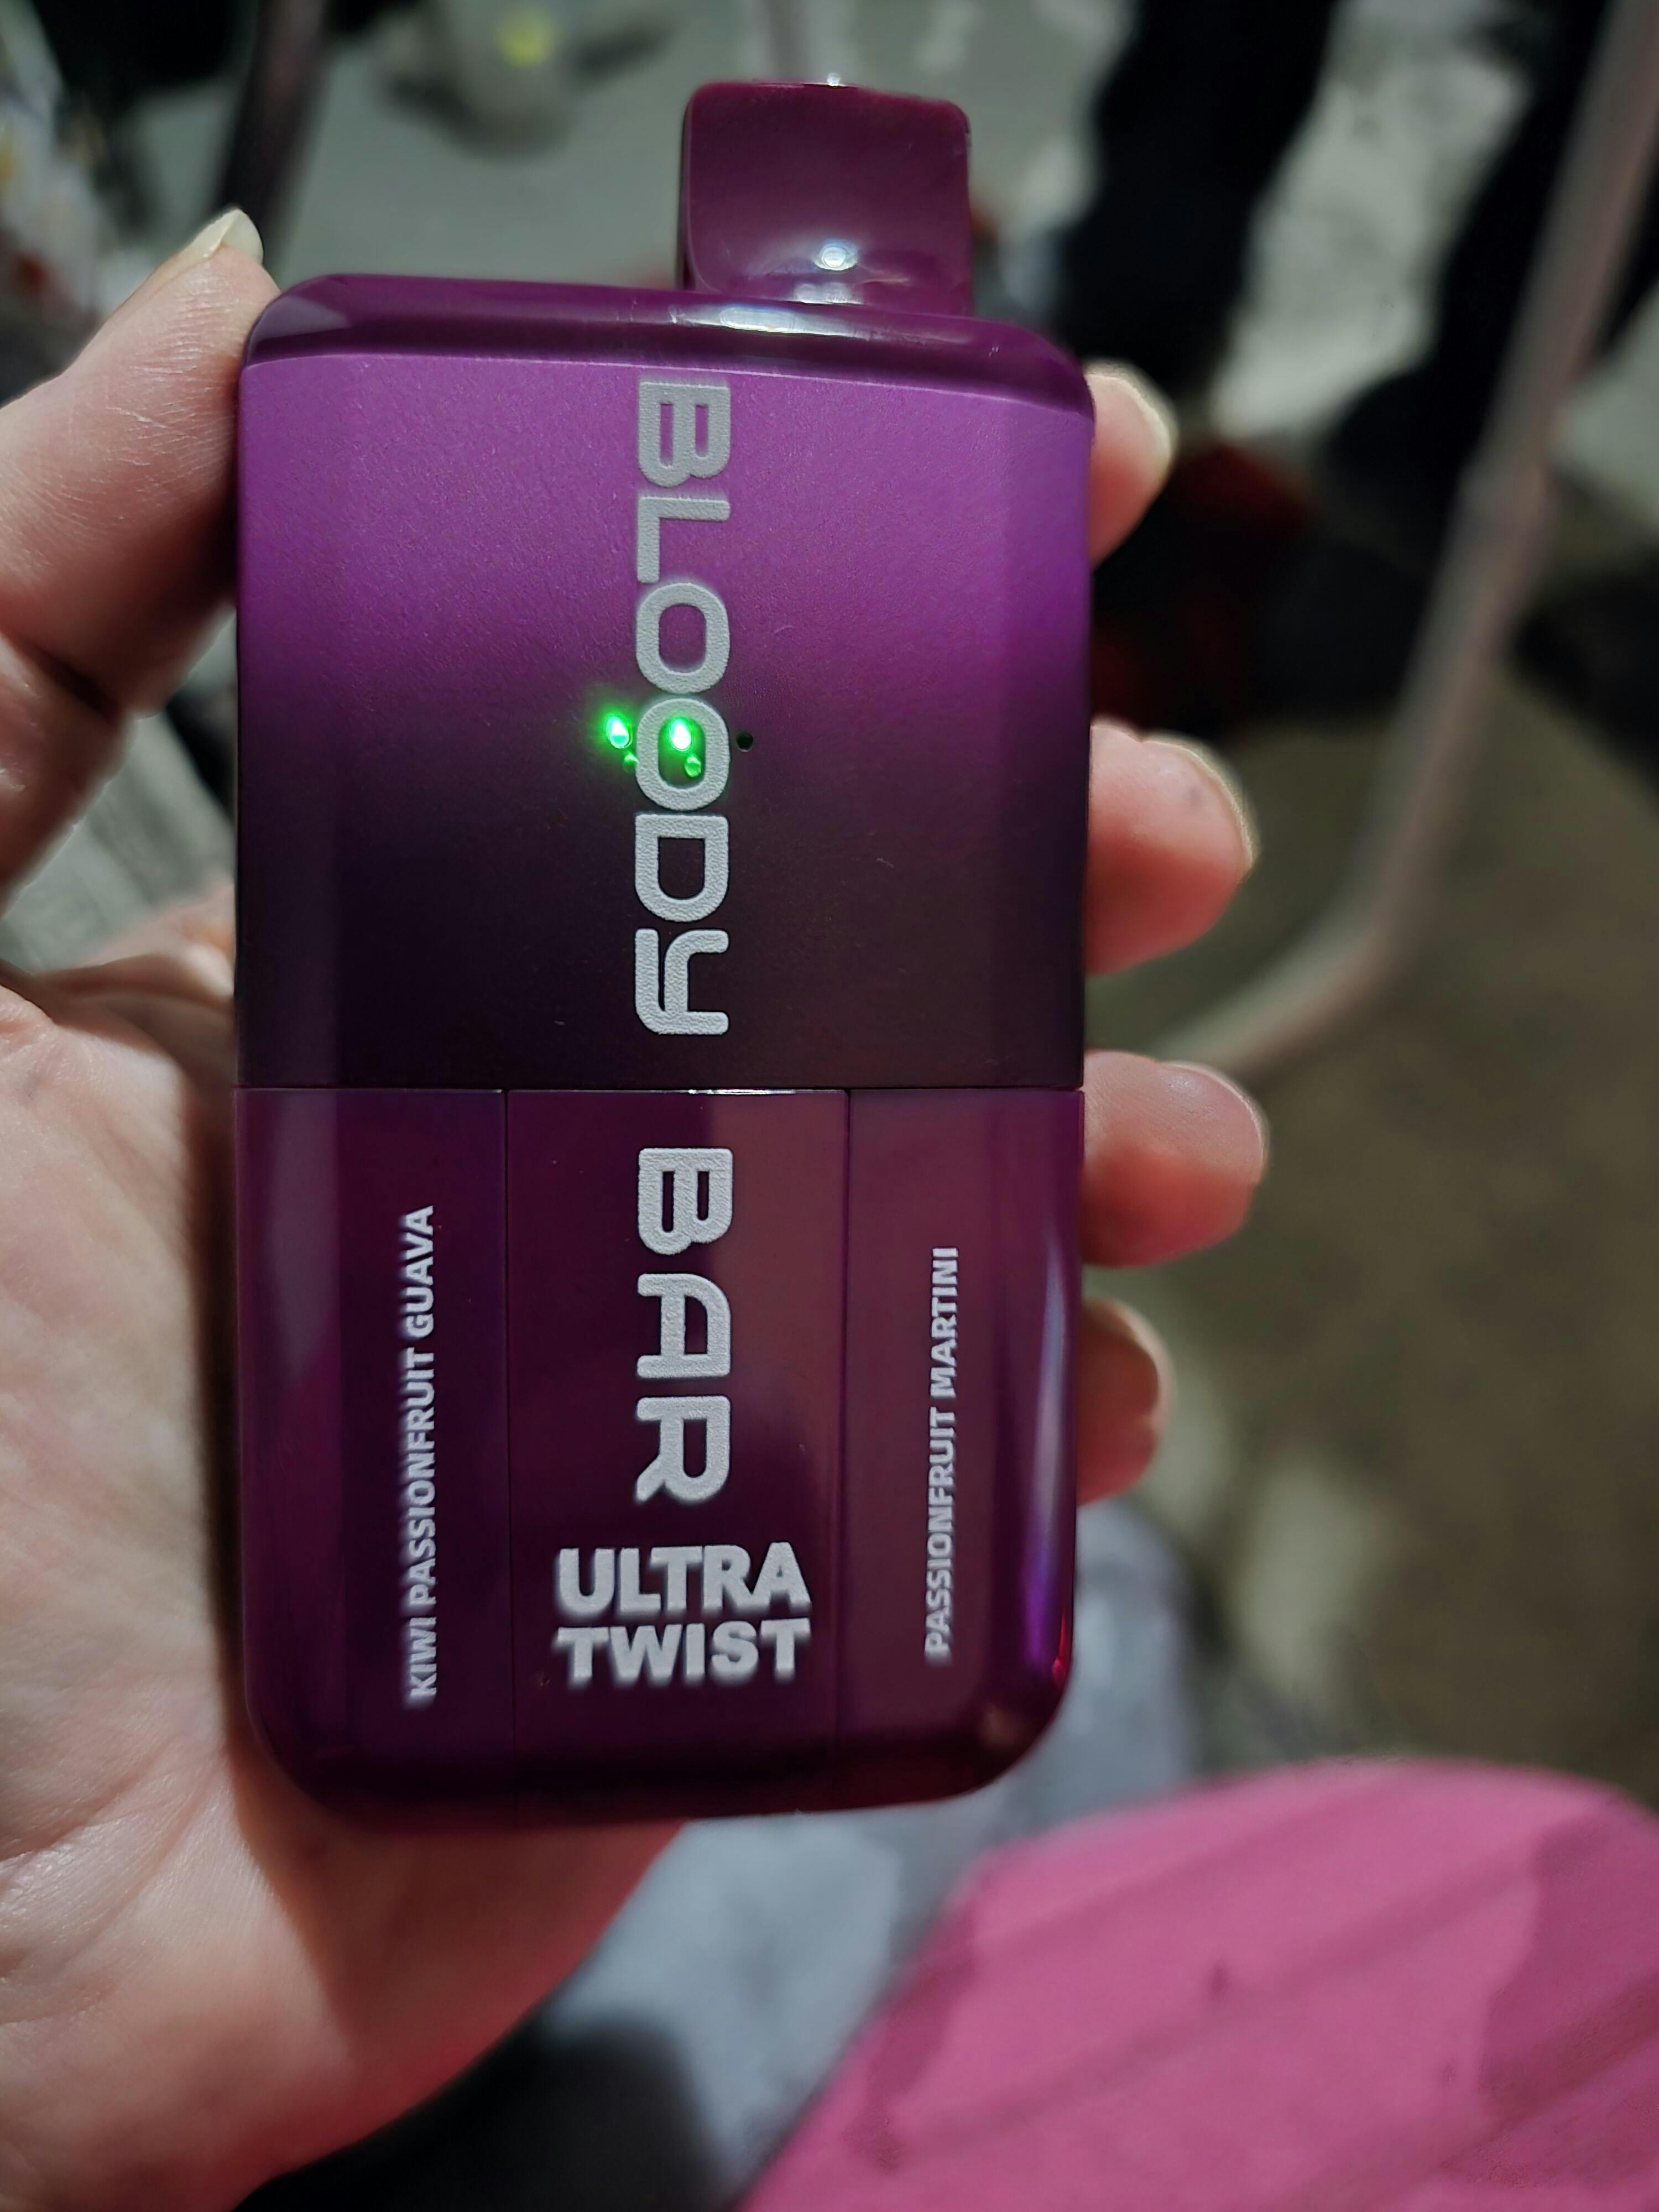 BLOODY BAR
ULTRA
TWIST
KIWI PASSIONFRUIT GUAVA
PASSIONFRUIT MARTINI